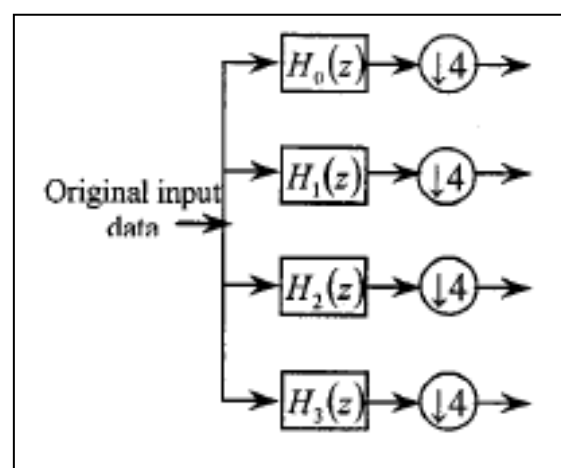 H₀(z) ↓4
H₁(z) ↓4
Original input
data
H₂(z) ↓4
H₃(z) ↓4